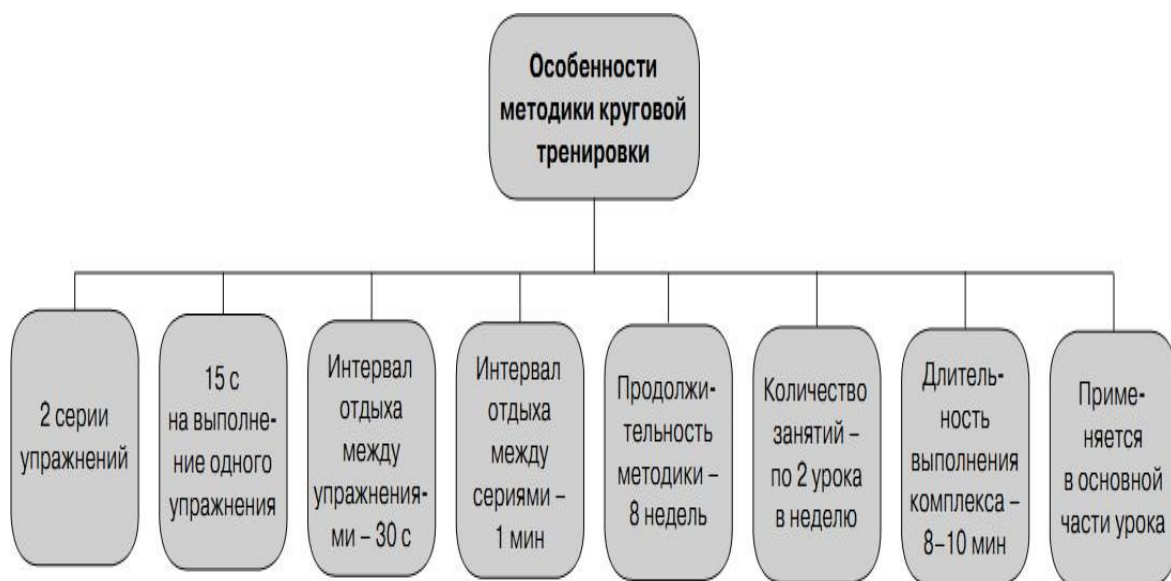 Особенности
методики круговой
тренировки
2 серии
упражнений
15 с
на выполне-
ние одного
упражнения
Интервал
отдыха
между
упражнения-
ми – 30 с
Интервал
отдыха
между
сериями –
1 мин
Продолжи-
тельность
методики –
8 недель
Количество
занятий –
по 2 урока
в неделю
Длитель-
ность
выполнения
комплекса –
8–10 мин
Приме-
няется
в основной
части урока